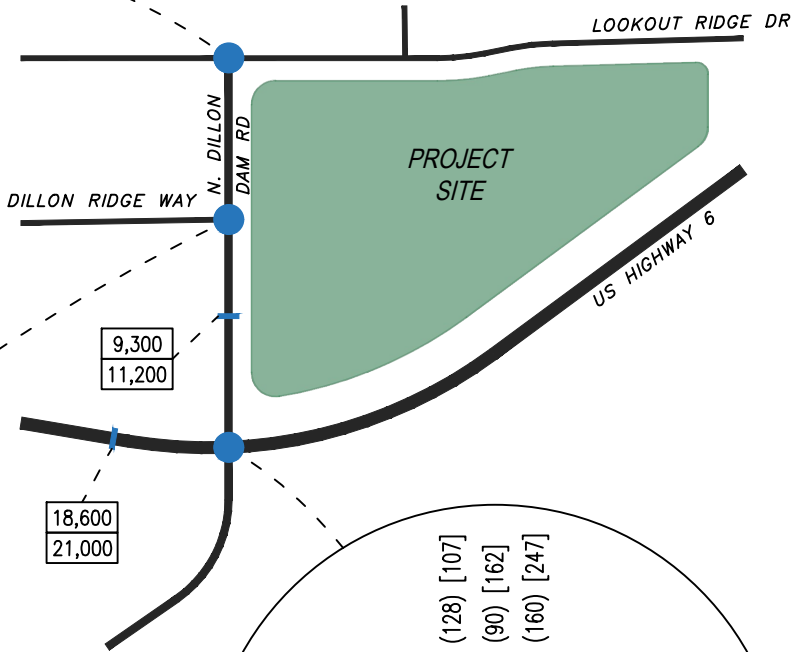 LOOKOUT RIDGE DR
N. DILLON
DAM RD
PROJECT
SITE
DILLON RIDGE WAY
US HIGHWAY 6
9,300
11,200
18,600
21,000
(128) [107]
(90) [162]
(160) [247]